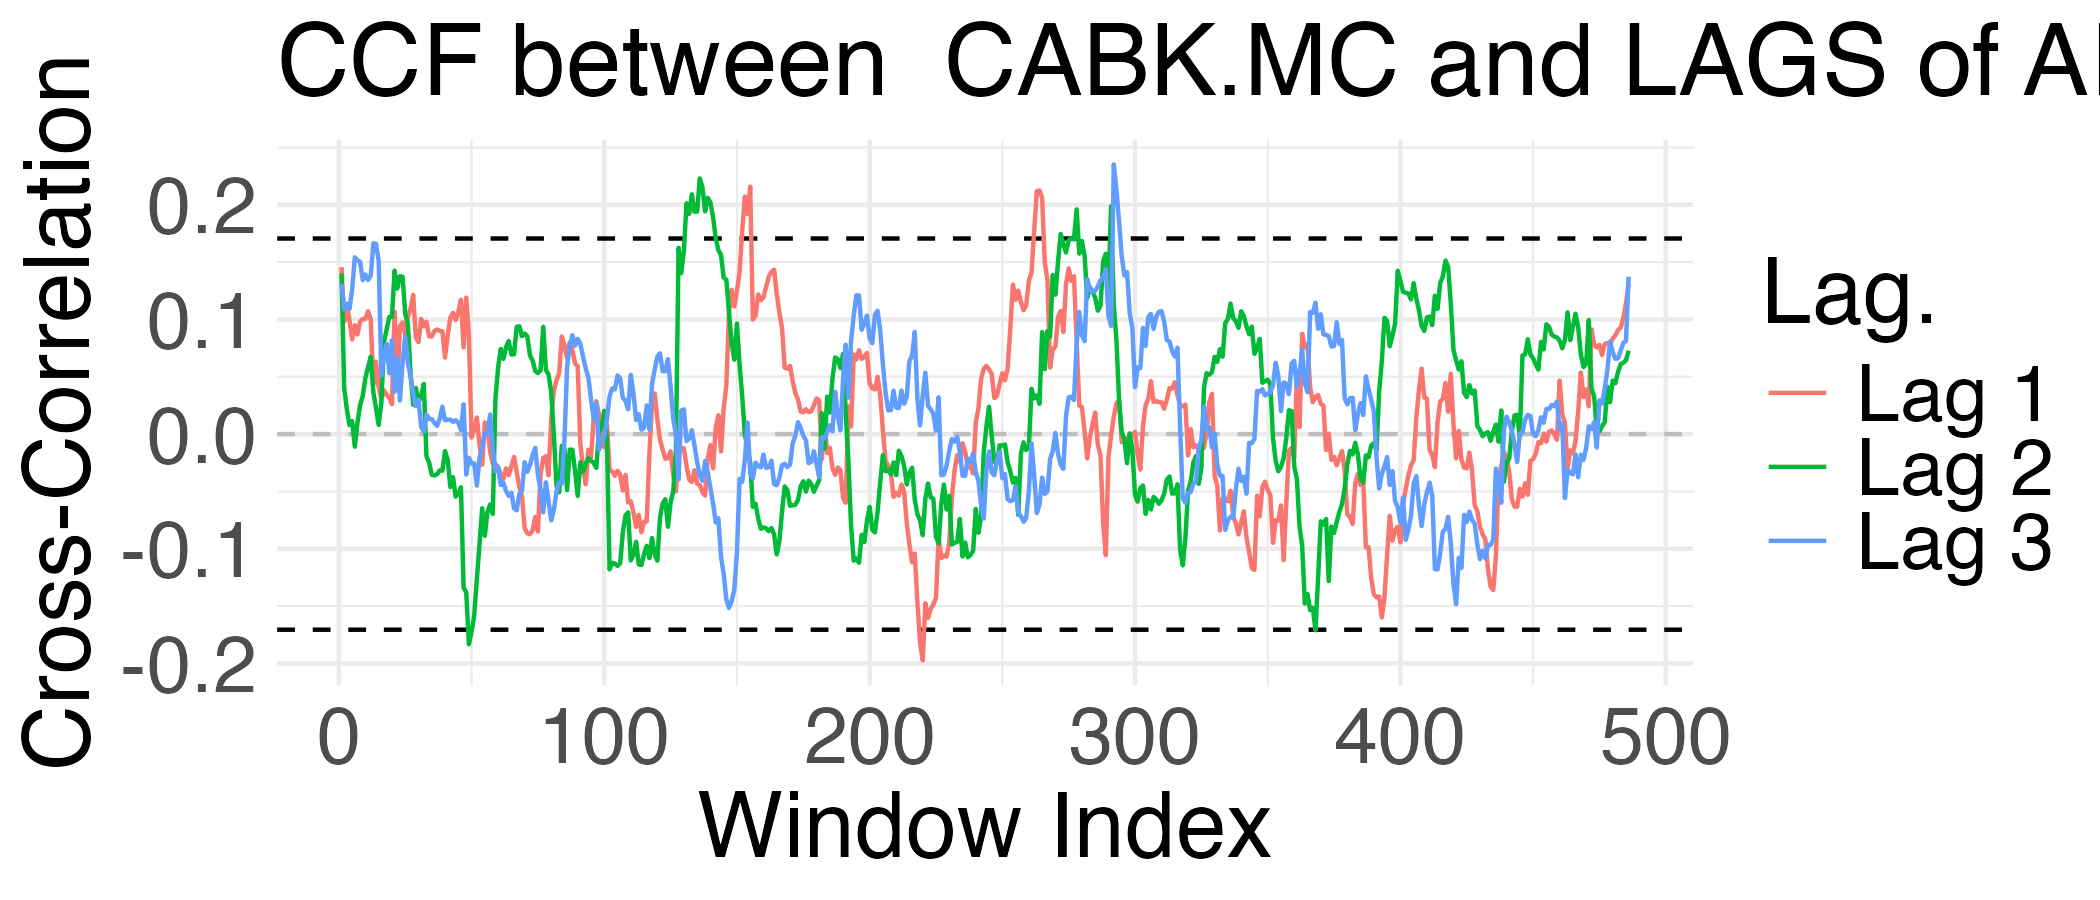 CCF between CABK.MC and LAGS of
Cross-Correlation
0.2
0.1
0.0
-0.1
-0.2
0 100 200 300 400 500
Window Index
Lag.
Lag 1
Lag 2
Lag 3